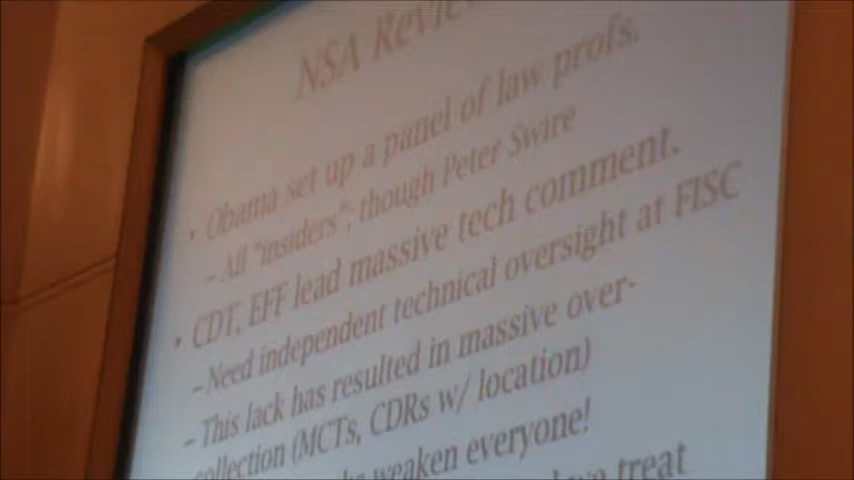 NSA
• Obama set up a panel of law profs.
– All "insiders"; though Peter Swire
• CDT, EFF lead massive tech comment.
– Need independent technical oversight at FISC
– This lack has resulted in massive over-
collection (MCTs, CDRs w/ location)
weaken everyone!
we treat